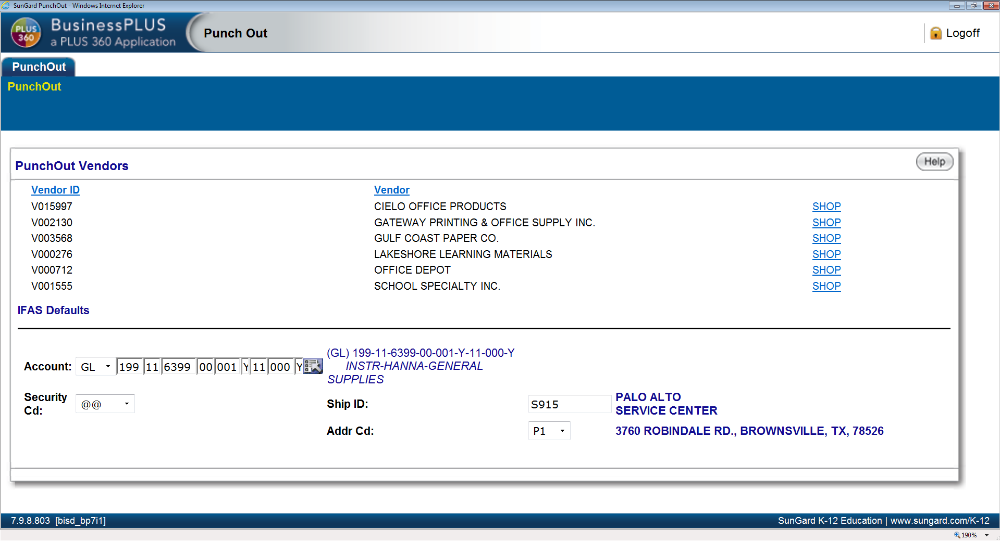 SunGard PunchOut - Windows Internet Explorer
PLUS 360
BusinessPLUS
a PLUS 360 Application
Punch Out
Logoff
PunchOut
PunchOut
PunchOut Vendors
Help
Vendor ID Vendor
V015997 CIELO OFFICE PRODUCTS SHOP
V002130 GATEWAY PRINTING & OFFICE SUPPLY INC. SHOP
V003568 GULF COAST PAPER CO. SHOP
V000276 LAKESHORE LEARNING MATERIALS SHOP
V000712 OFFICE DEPOT SHOP
V001555 SCHOOL SPECIALTY INC. SHOP
IFAS Defaults
Account: GL 199 11 6399 00 001 Y 11 000 Y
(GL) 199-11-6399-00-001-Y-11-000-Y
INSTR-HANNA-GENERAL
SUPPLIES
Security
Cd:
@@
Ship ID: S915
PALO ALTO
SERVICE CENTER
Addr Cd: P1 3760 ROBINDALE RD., BROWNSVILLE, TX, 78526
7.9.8.803 [bisd_bp7i1] SunGard K-12 Education | www.sungard.com/K-12
190%